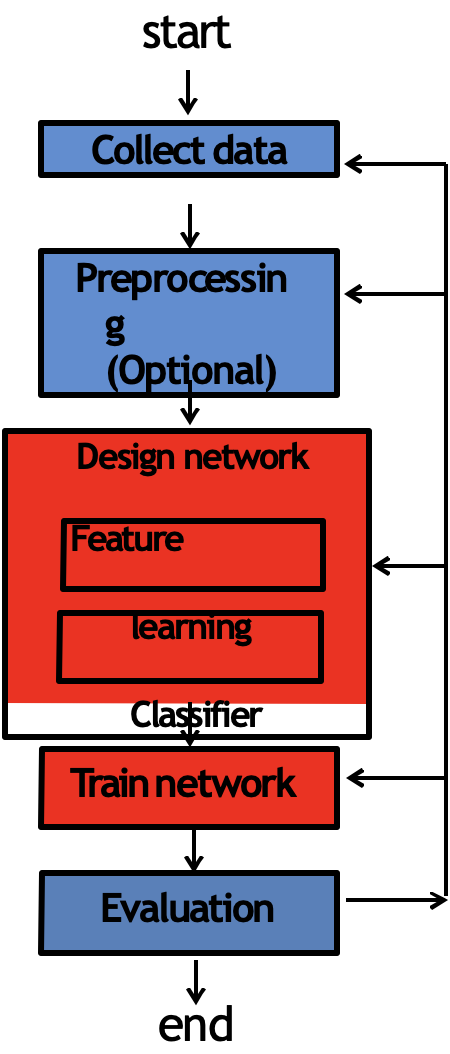 start
Collect data
Preprocessin
g
(Optional)
Design network
Feature
learning
Classifier
Train network
Evaluation
end